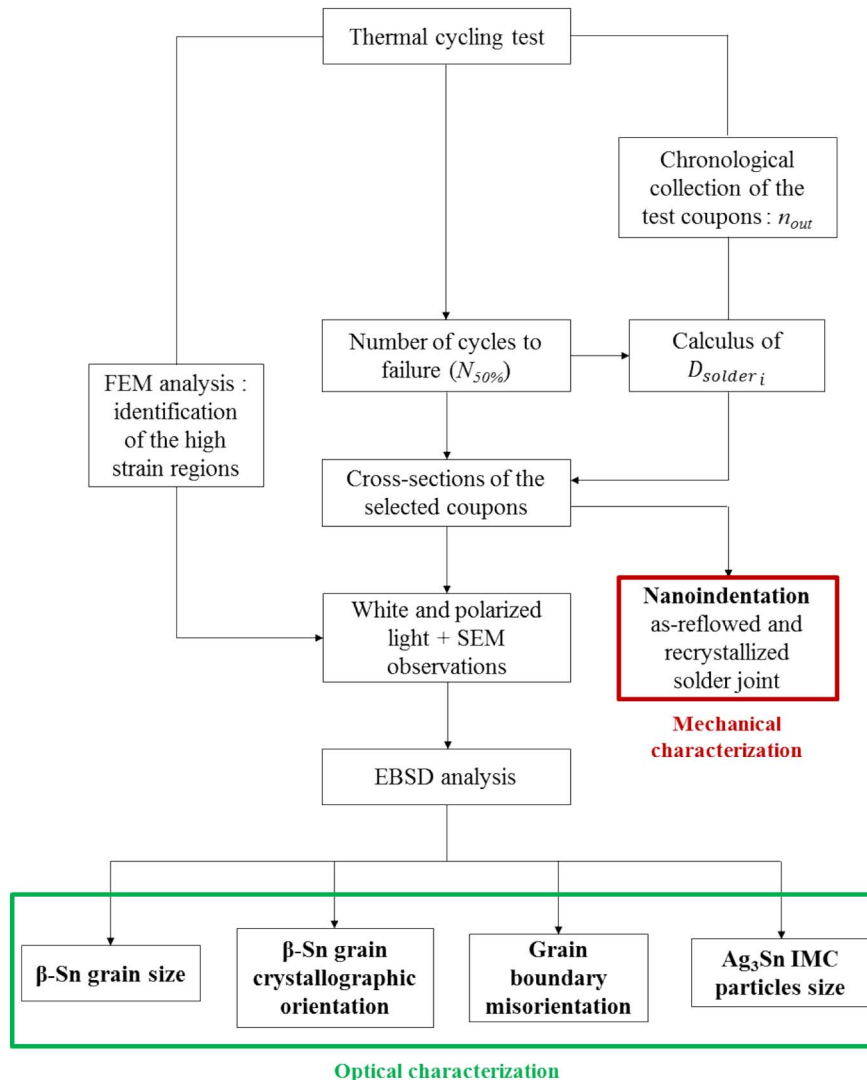 Thermal cycling test
Chronological
collection of the
test coupons : n_out
Number of cycles to
failure (N_50%)
Calculus of
D_solder_i
FEM analysis :
identification
of the high
strain regions
Cross-sections of the
selected coupons
White and polarized
light + SEM
observations
Nanoindentation
as-reflowed and
recrystallized
solder joint
Mechanical
characterization
EBSD analysis
β-Sn grain size
β-Sn grain
crystallographic
orientation
Grain
boundary
misorientation
Ag₃Sn IMC
particles size
Optical characterization